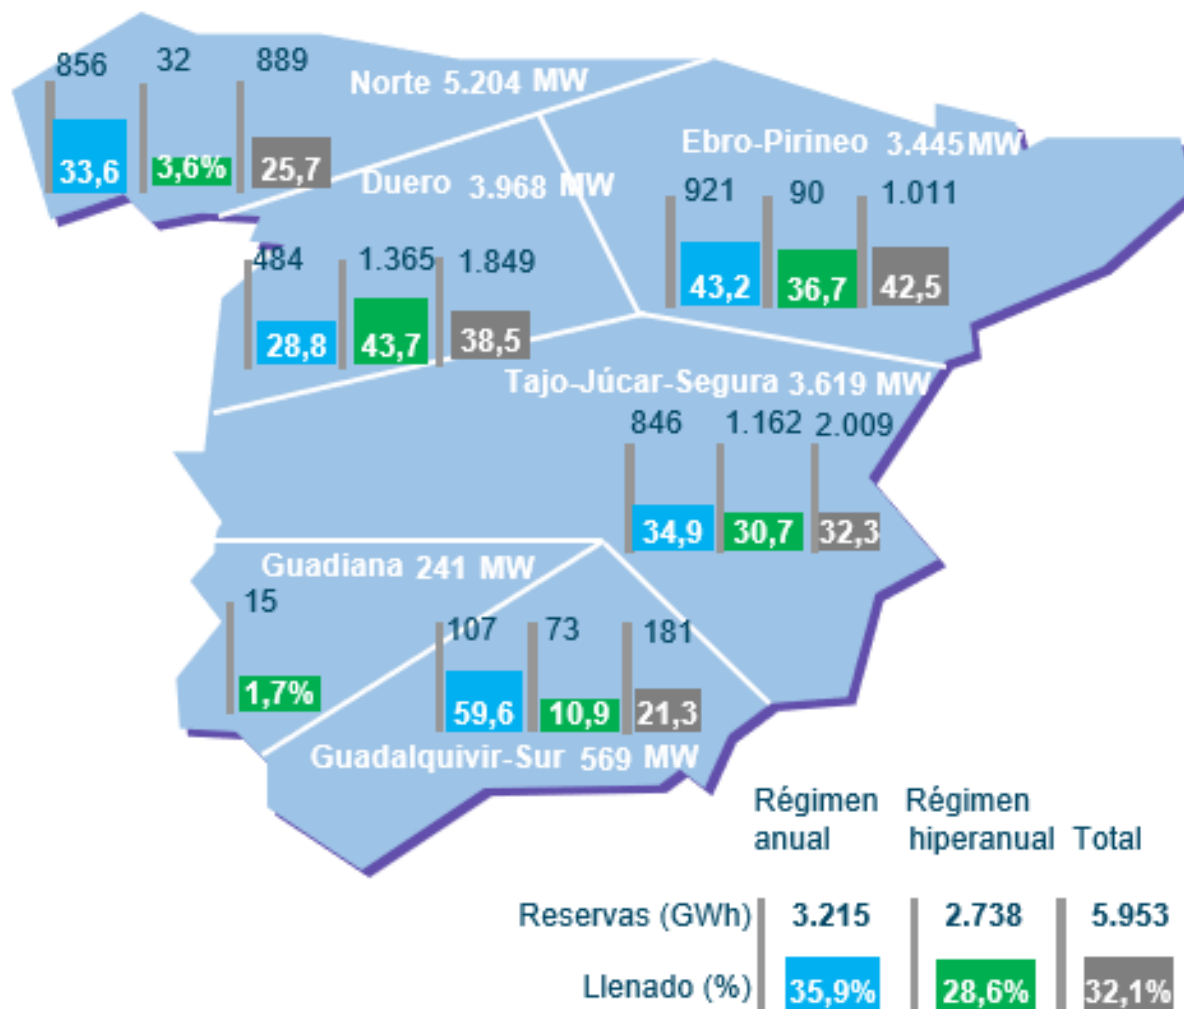 856 32 889
Norte 5.204 MW
33,6 3,6% 25,7
Ebro-Pirineo 3.445 MW
921 90 1.011
43,2 36,7 42,5
Duero 3.968 MW
484 1.365 1.849
28,8 43,7 38,5
Tajo-Júcar-Segura 3.619 MW
846 1.162 2.009
34,9 30,7 32,3
Guadiana 241 MW
15
1,7%
107 73 181
59,6 10,9 21,3
Guadalquivir-Sur 569 MW
Régimen anual Régimen hiperanual Total
Reservas (GWh) 3.215 2.738 5.953
Llenado (%) 35,9% 28,6% 32,1%